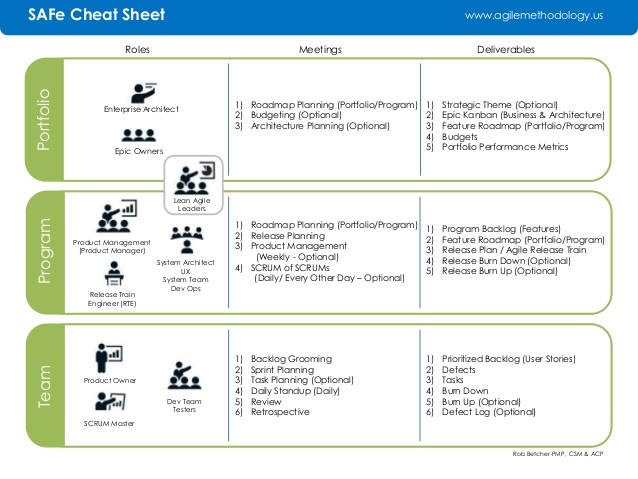 SAFe Cheat Sheet
www.agilemethodology.us
Roles
Meetings
Deliverables
Portfolio
Enterprise Architect
Epic Owners
1) Roadmap Planning (Portfolio/Program)
2) Budgeting (Optional)
3) Architecture Planning (Optional)
1) Strategic Theme (Optional)
2) Epic Kanban (Business & Architecture)
3) Feature Roadmap (Portfolio/Program)
4) Budgets
5) Portfolio Performance Metrics
Lean Agile
Leaders
Program
Product Management
(Product Manager)
System Architect
UX
System Team
Dev Ops
Release Train
Engineer (RTE)
1) Roadmap Planning (Portfolio/Program)
2) Release Planning
3) Product Management
(Weekly - Optional)
4) SCRUM of SCRUMs
(Daily/ Every Other Day – Optional)
1) Program Backlog (Features)
2) Feature Roadmap (Portfolio/Program)
3) Release Plan / Agile Release Train
4) Release Burn Down (Optional)
5) Release Burn Up (Optional)
Team
Product Owner
Dev Team
Testers
SCRUM Master
1) Backlog Grooming
2) Sprint Planning
3) Task Planning (Optional)
4) Daily Standup (Daily)
5) Review
6) Retrospective
1) Prioritized Backlog (User Stories)
2) Defects
3) Tasks
4) Burn Down
5) Burn Up (Optional)
6) Defect Log (Optional)
Rob Betcher-PMP, CSM & ACP